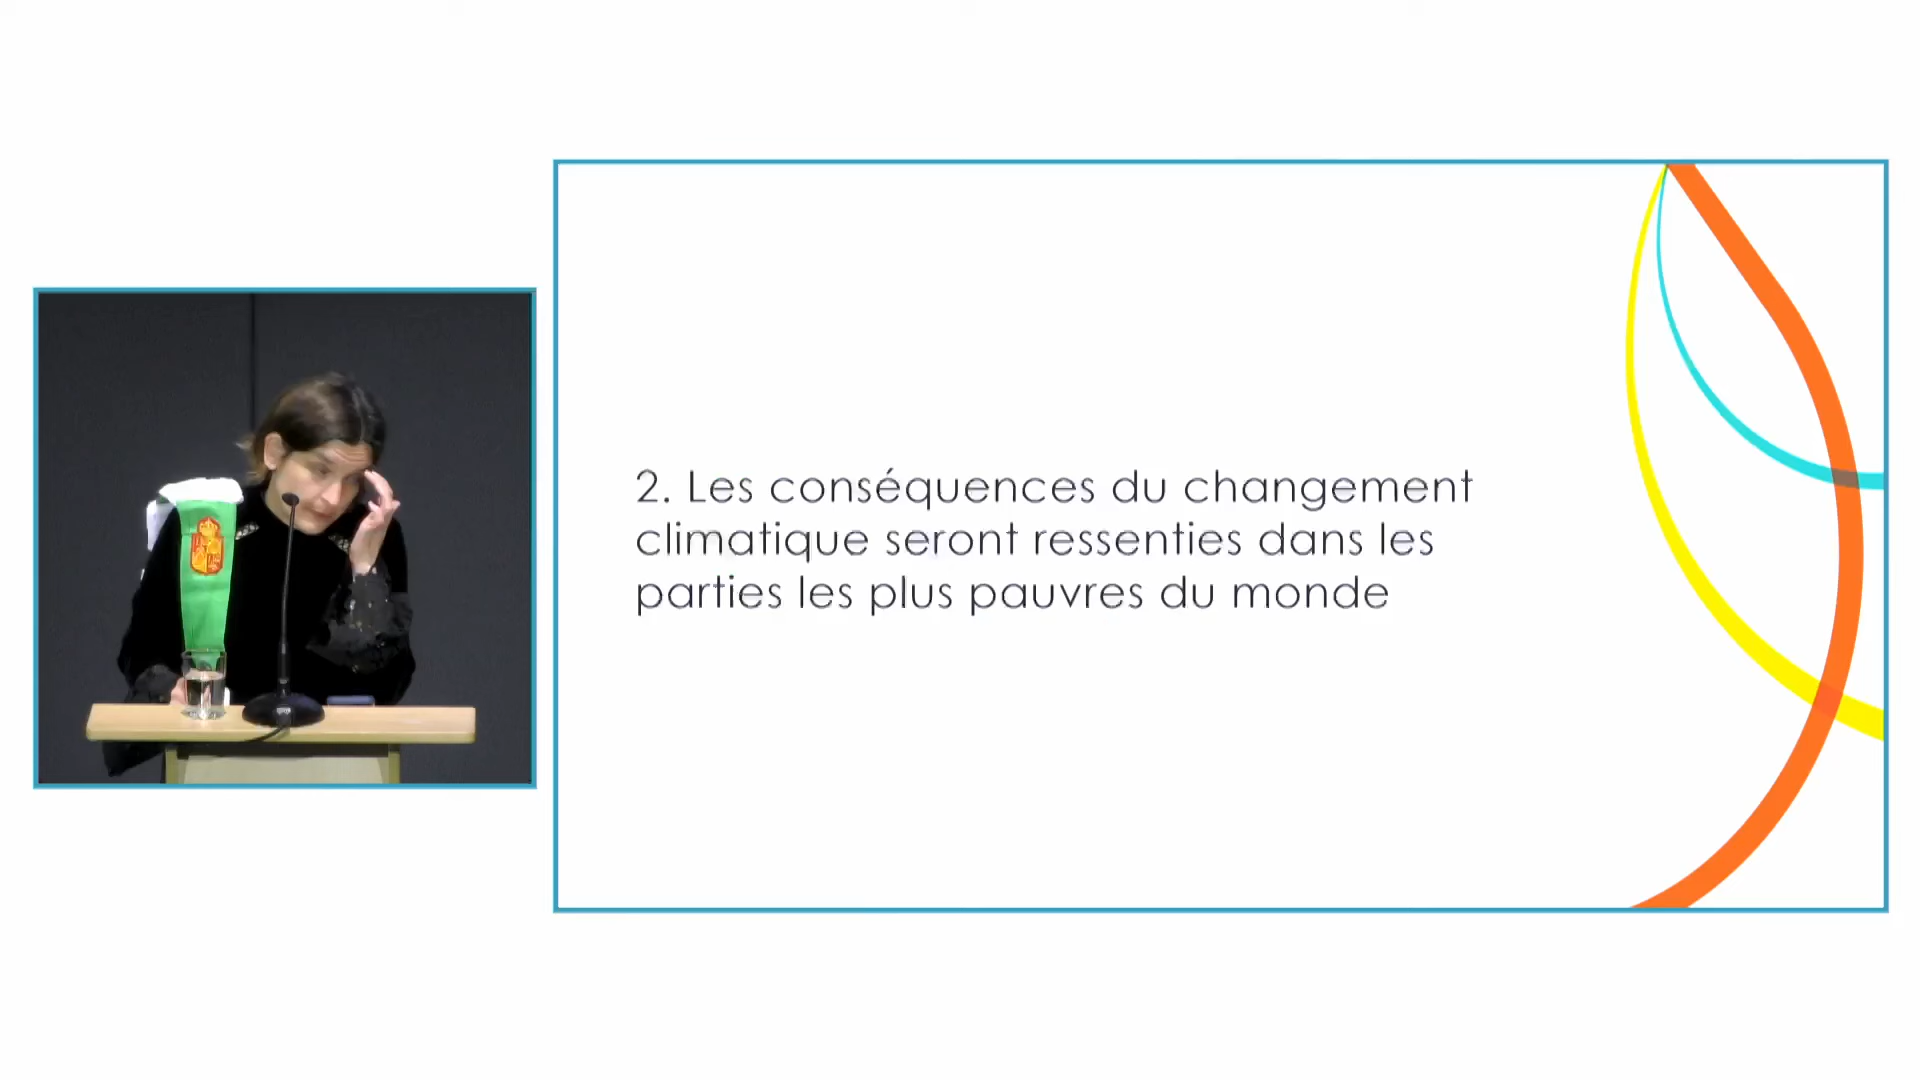 2. Les conséquences du changement
climatique seront ressenties dans les
parties les plus pauvres du monde